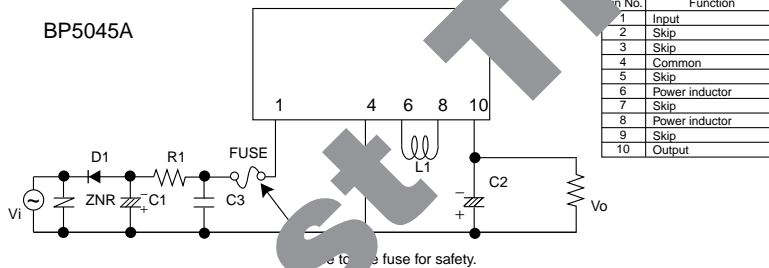 BP5045A
Pin No. Function
1 Input
2 Skip
3 Skip
4 Common
5 Skip
6 Power inductor
7 Skip
8 Power inductor
9 Skip
10 Output
1 4 6 8 10
D1 R1 FUSE L1
Vi ZNR − C1 + C3 − C2 + Vo
fuse for safety.